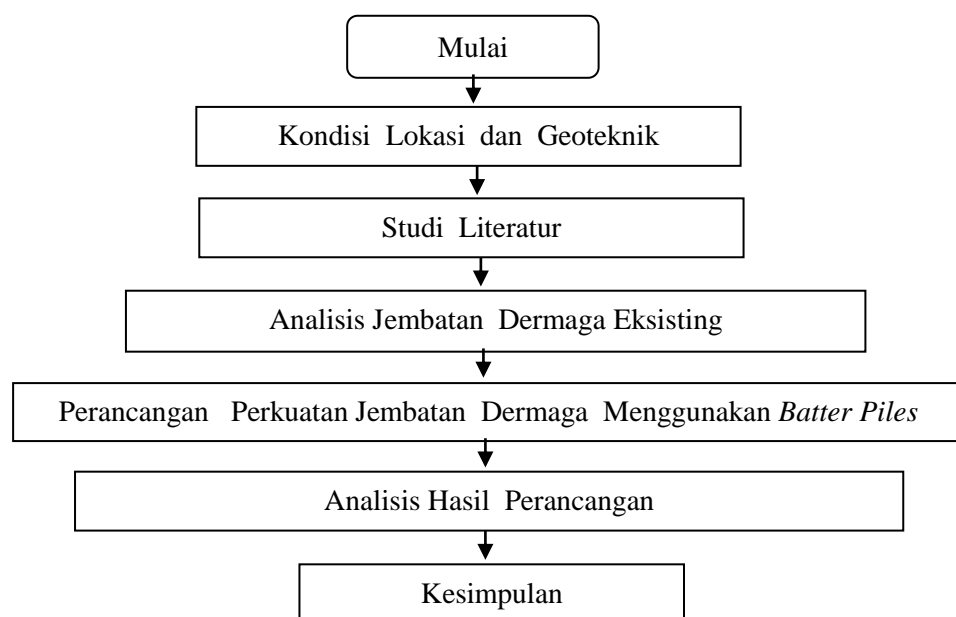 Mulai
Kondisi Lokasi dan Geoteknik
Studi Literatur
Analisis Jembatan Dermaga Eksisting
Perancangan Perkuatan Jembatan Dermaga Menggunakan Batter Piles
Analisis Hasil Perancangan
Kesimpulan